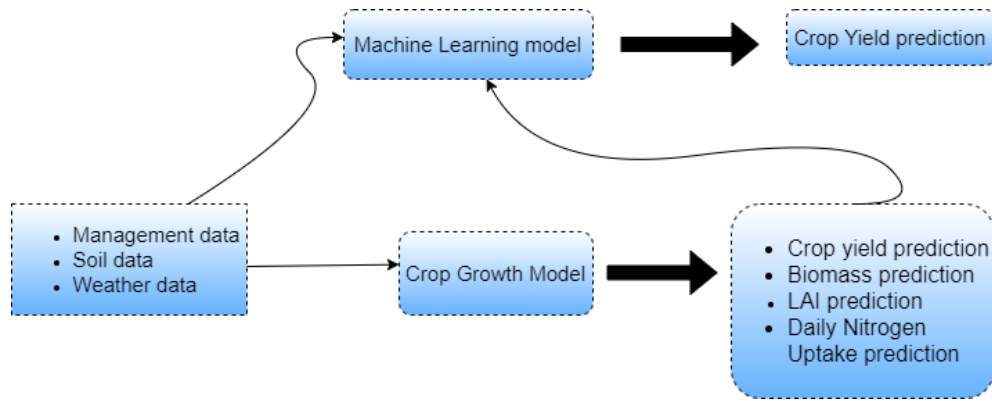 Machine Learning model
Crop Yield prediction
• Management data
• Soil data
• Weather data
Crop Growth Model
• Crop yield prediction
• Biomass prediction
• LAI prediction
• Daily Nitrogen
Uptake prediction